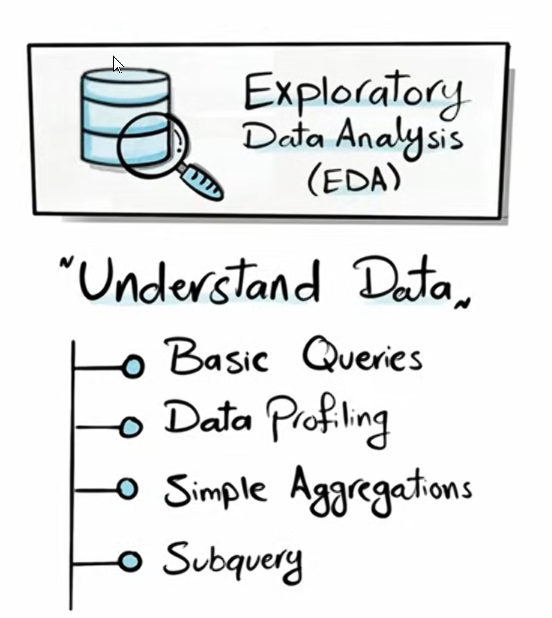 Exploratory
Data Analysis
(EDA)
"Understand Data"
Basic Queries
Data Profiling
Simple Aggregations
Subquery